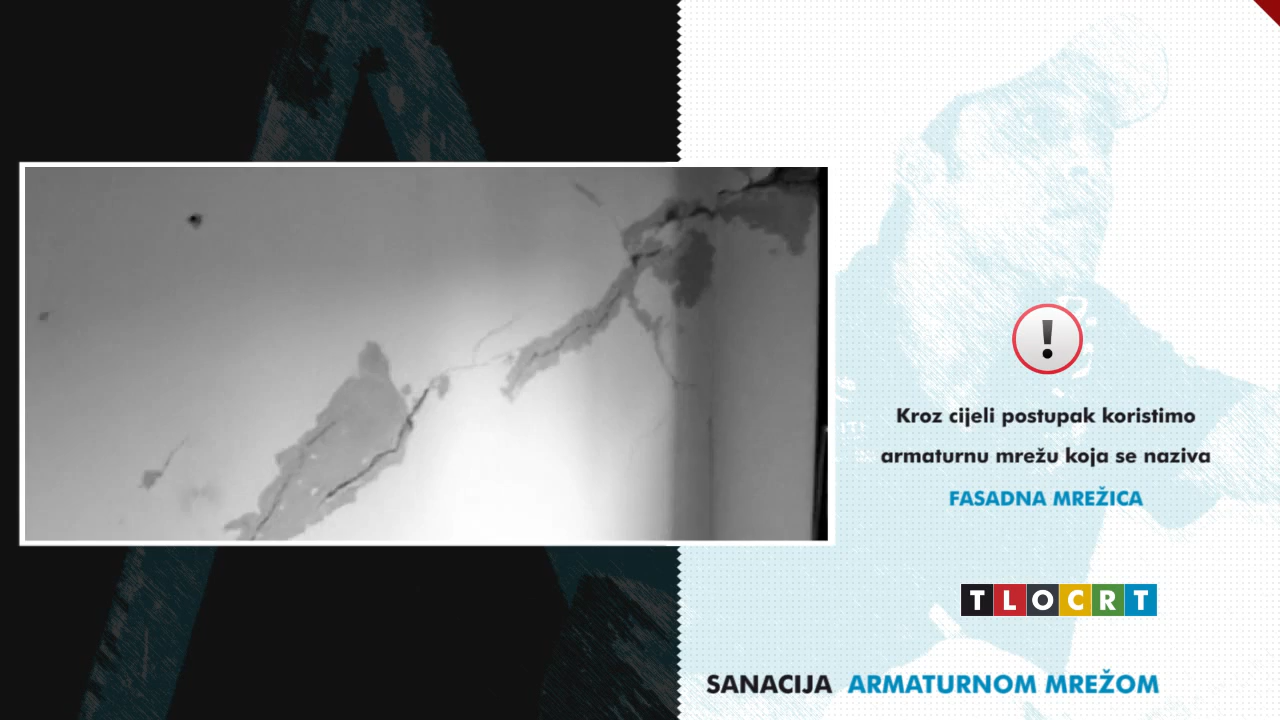 Kroz cijeli postupak koristimo
armaturnu mrežu koja se naziva
FASADNA MREŽICA
TLOCRT
SANACIJA ARMATURNOM MREŽOM